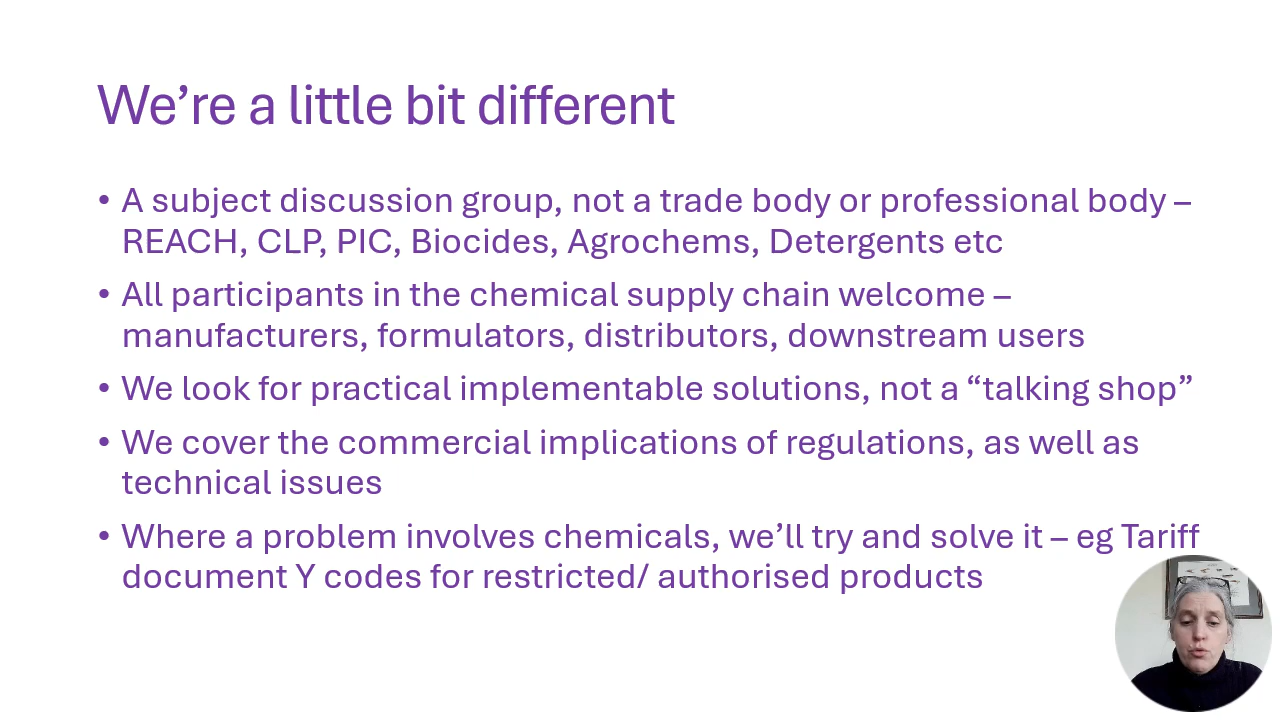 We’re a little bit different
• A subject discussion group, not a trade body or professional body –
REACH, CLP, PIC, Biocides, Agrochems, Detergents etc
• All participants in the chemical supply chain welcome –
manufacturers, formulators, distributors, downstream users
• We look for practical implementable solutions, not a “talking shop”
• We cover the commercial implications of regulations, as well as
technical issues
• Where a problem involves chemicals, we’ll try and solve it – eg Tariff
document Y codes for restricted/ authorised products